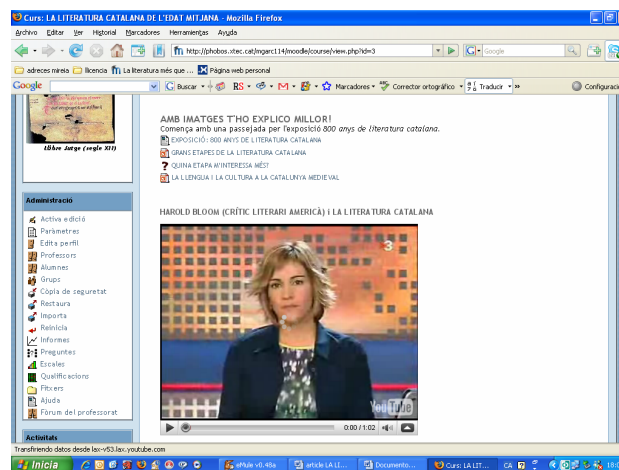 Curs: LA LITERATURA CATALANA DE L'EDAT MITJANA - Mozilla Firefox
Archivo Editar Ver Historial Marcadores Herramientas Ayuda
http://phobos.xtec.cat/mgarc114/moodle/course/view.php?id=3
Google
adreces mireia llicencia La literatura més que ... Página web personal
Google Buscar RS Marcadores Corrector ortográfico Traducir » Configuraci
AMB IMATGES T'HO EXPLICO MILLOR!
Comença amb una passejada per l'exposició 800 anys de literatura catalana.
EXPOSICIÓ: 800 ANYS DE LITERATURA CATALANA
GRANS ETAPES DE LA LITERATURA CATALANA
QUINA ETAPA M'INTERESSA MÉS?
LA LLENGUA I LA CULTURA A LA CATALUNYA MEDIEVAL
Llibre Jutge (segle XII)
Administració
Activa edició
Paràmetres
Edita perfil
Professors
Alumnes
Grups
Còpia de seguretat
Restaura
Importa
Reinicia
Informes
Preguntes
Escales
Qualificacions
Fitxers
Ajuda
Fòrum del professorat
Activitats
HAROLD BLOOM (CRÍTIC LITERARI AMERICÀ) i LA LITERATURA CATALANA
3
YouTube
0:00 / 1:02
Transfiriendo datos desde lax-v53.lax.youtube.com
Inicio eMule v0.48a article LA LI... Documento... Curs: LA LIT... CA